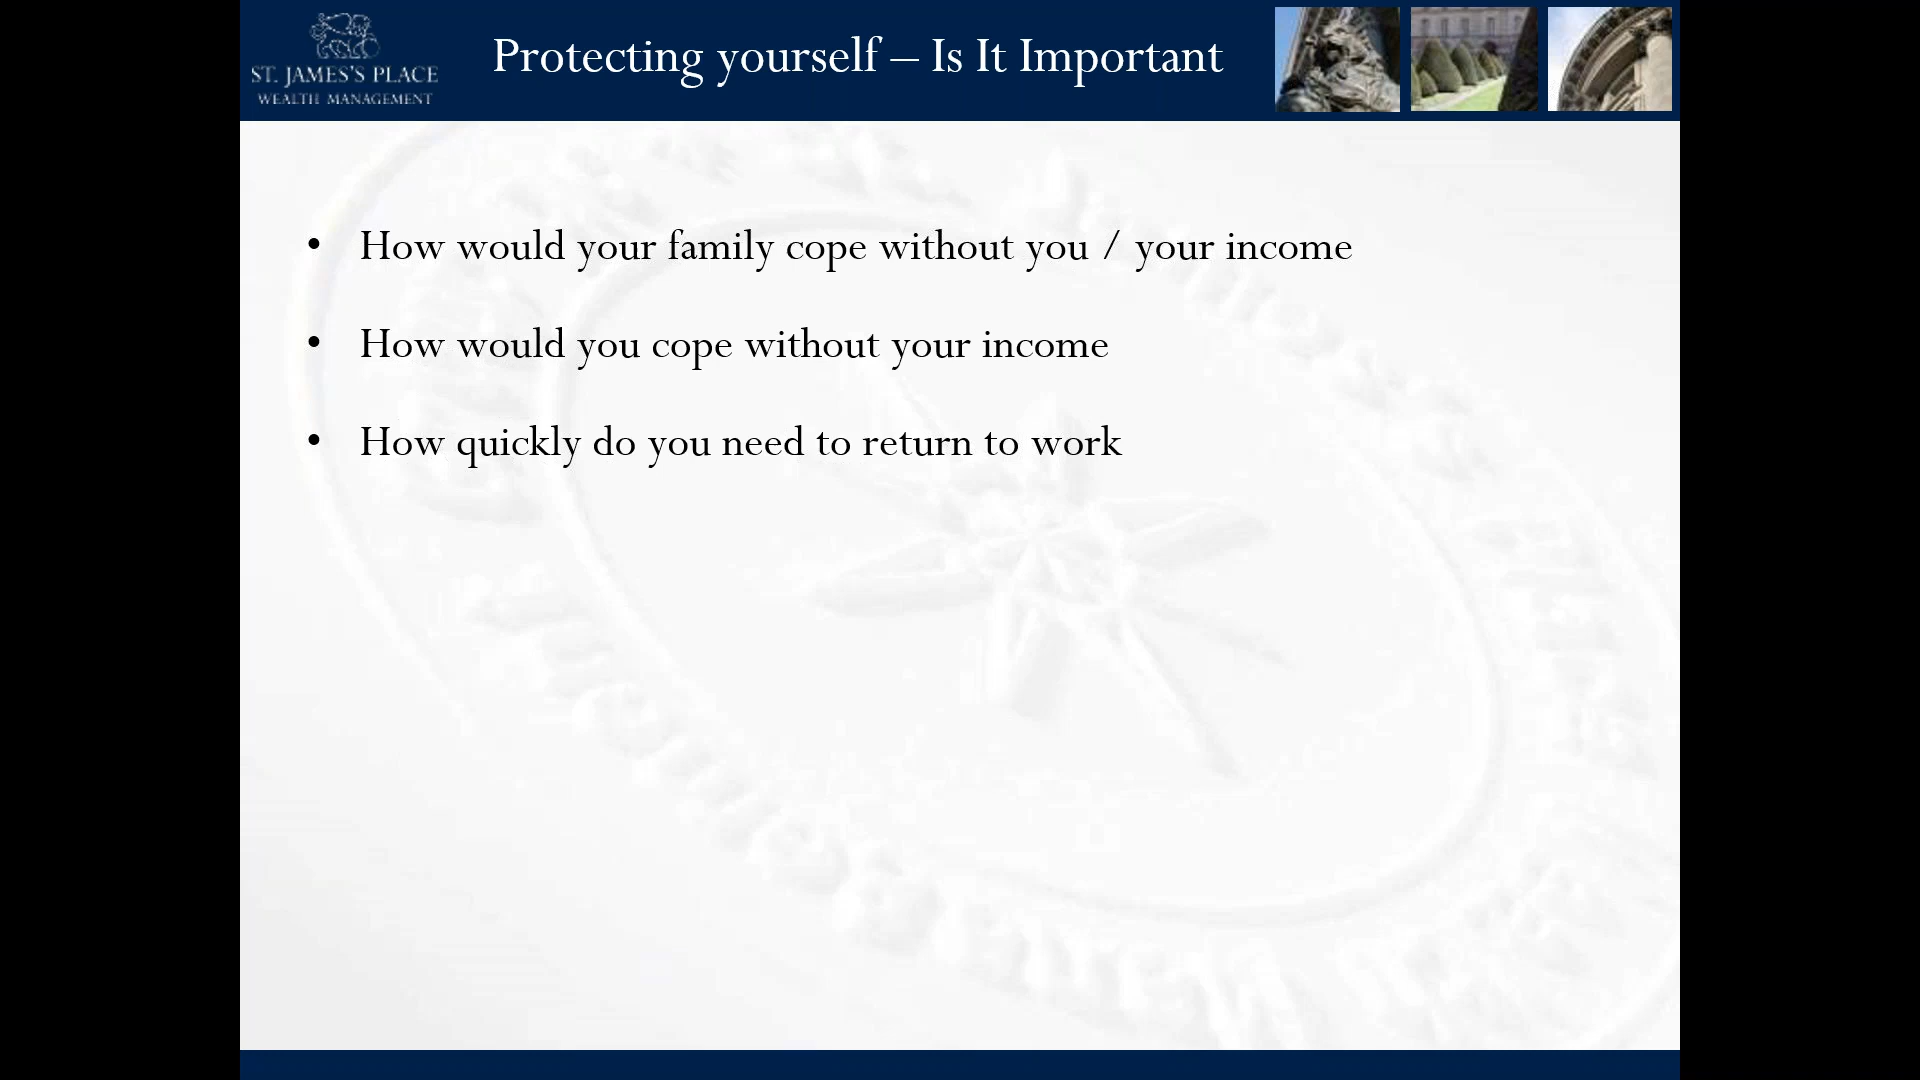 ST. JAMES'S PLACE
WEALTH MANAGEMENT
Protecting yourself – Is It Important
• How would your family cope without you / your income
• How would you cope without your income
• How quickly do you need to return to work